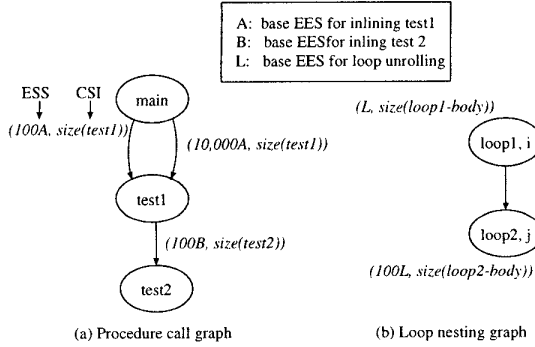 A: base EES for inlining test1
B: base EESfor inling test 2
L: base EES for loop unrolling
ESS CSI
main
(100A, size(test1))
(10,000A, size(test1))
test1
(100B, size(test2))
test2
(a) Procedure call graph
(L, size(loop1-body))
loop1, i
loop2, j
(100L, size(loop2-body))
(b) Loop nesting graph